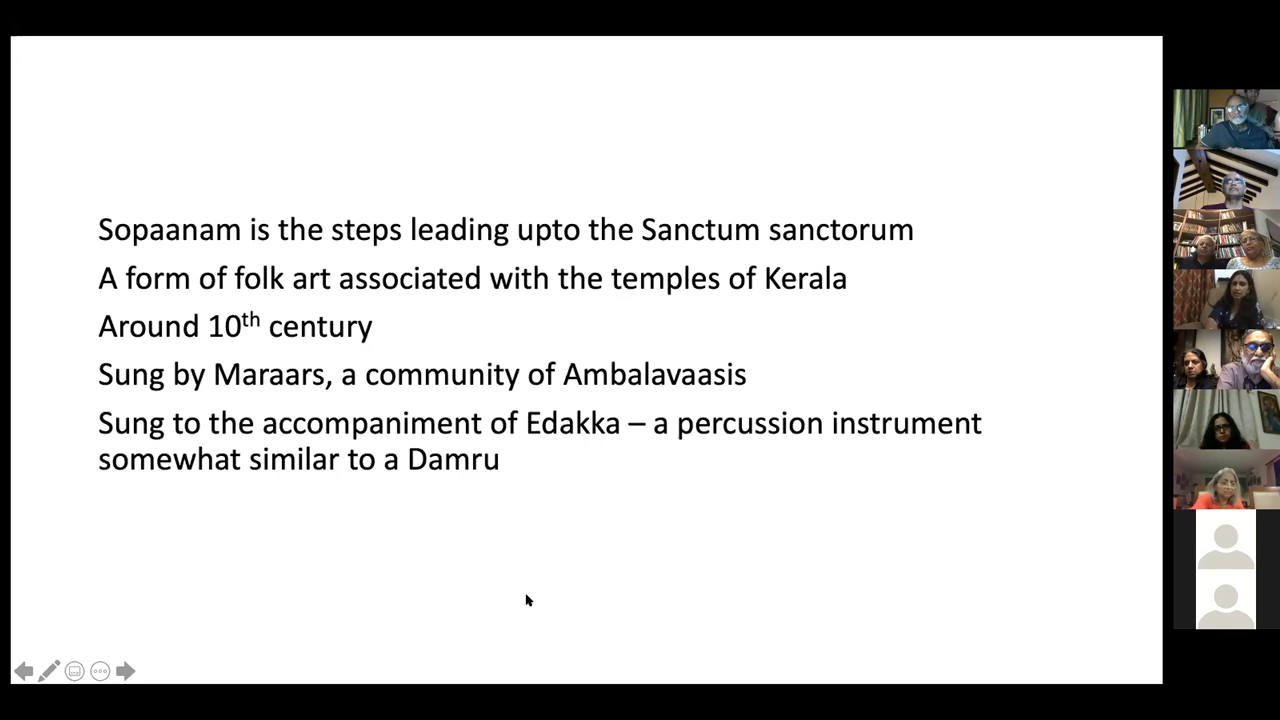 Sopaanam is the steps leading upto the Sanctum sanctorum
A form of folk art associated with the temples of Kerala
Around 10th century
Sung by Maraars, a community of Ambalavaasis
Sung to the accompaniment of Edakka – a percussion instrument
somewhat similar to a Damru